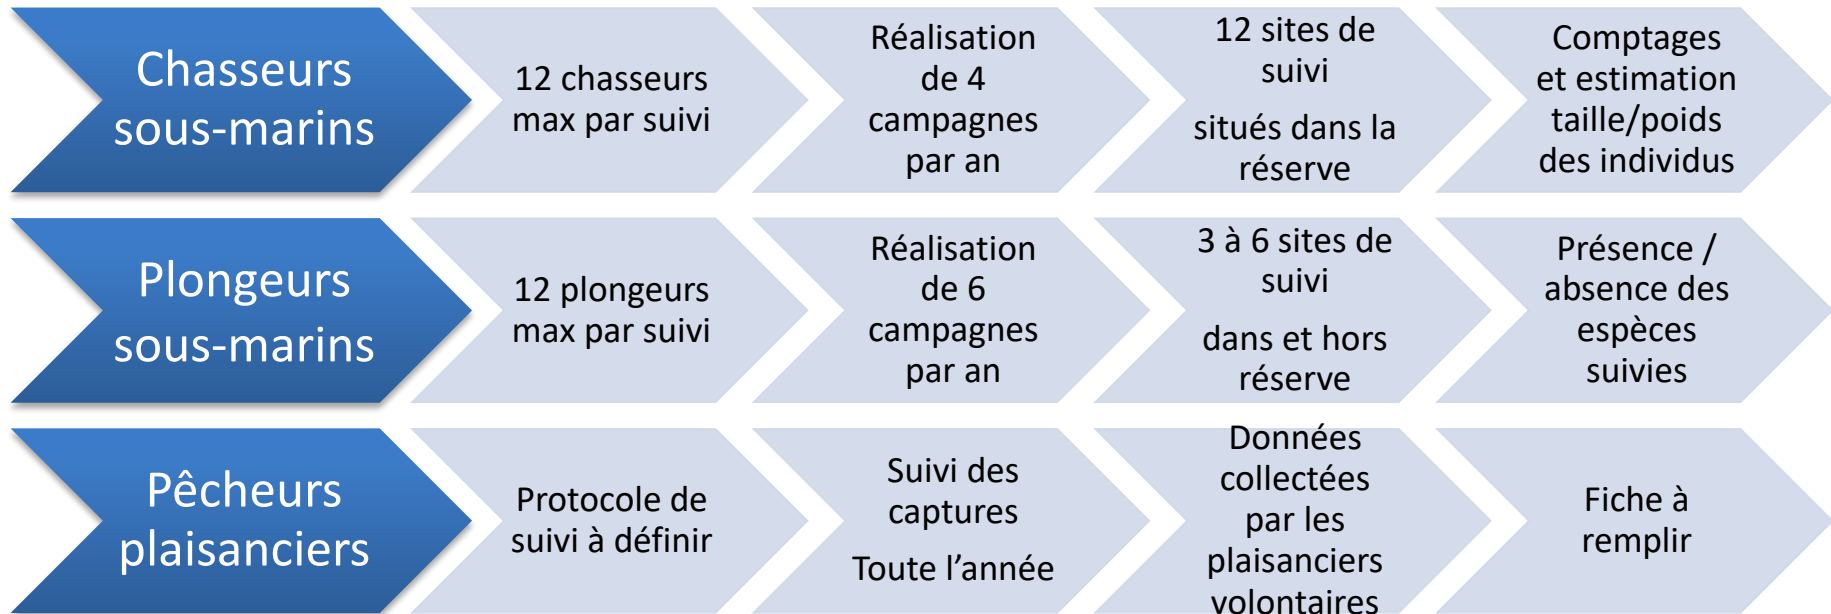 Chasseurs
sous-marins
12 chasseurs
max par suivi
Réalisation
de 4
campagnes
par an
12 sites de
suivi
situés dans la
réserve
Comptages
et estimation
taille/poids
des individus
Plongeurs
sous-marins
12 plongeurs
max par suivi
Réalisation
de 6
campagnes
par an
3 à 6 sites de
suivi
dans et hors
réserve
Présence /
absence des
espèces
suivies
Pêcheurs
plaisanciers
Protocole de
suivi à définir
Suivi des
captures
Toute l’année
Données
collectées
par les
plaisanciers
volontaires
Fiche à
remplir